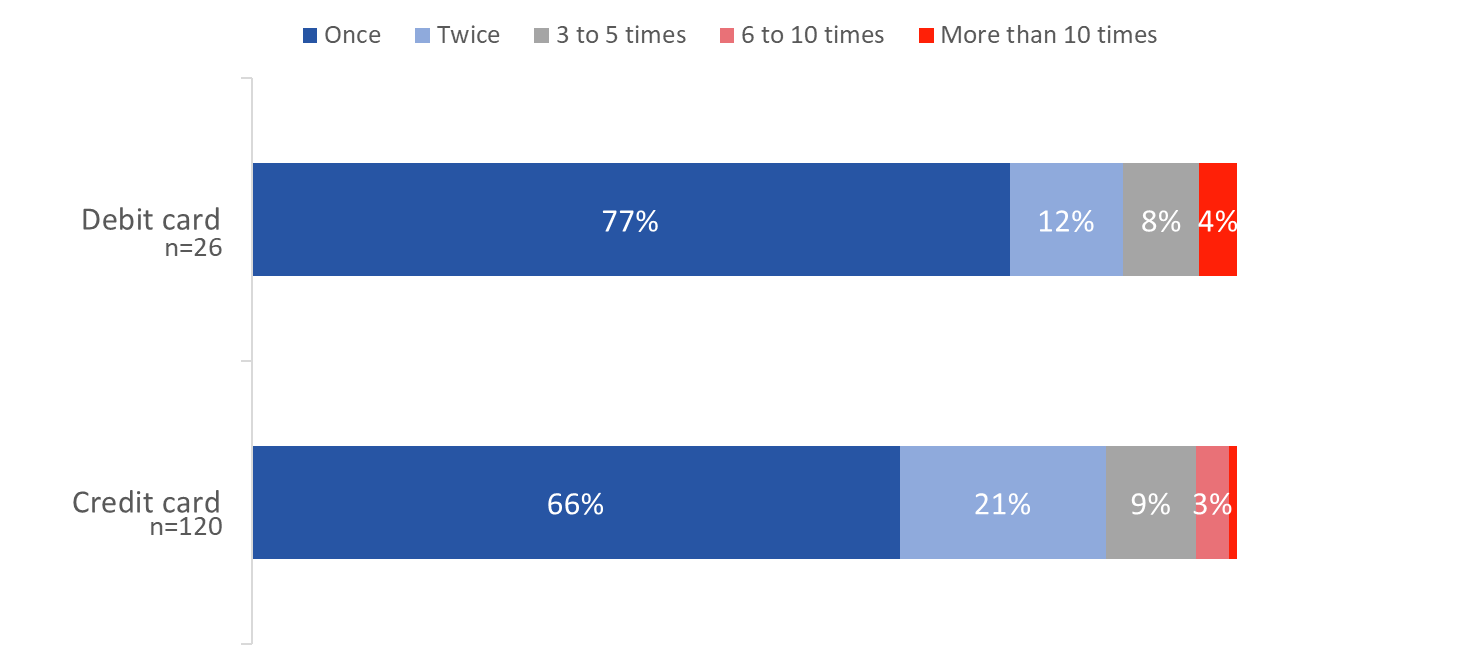 Once Twice 3 to 5 times 6 to 10 times More than 10 times
Debit card 77% 12% 8% 4%
n=26
Credit card 66% 21% 9% 3%
n=120